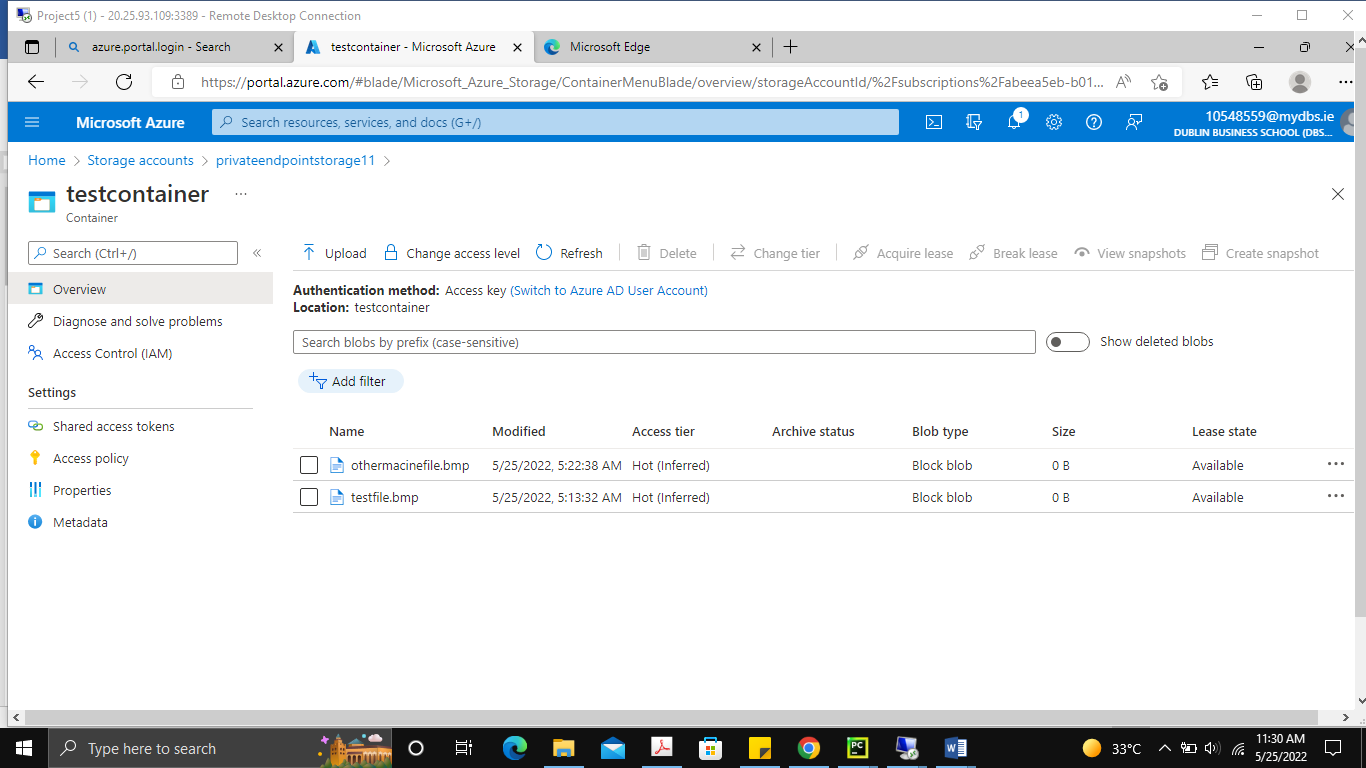 Project5 (1) - 20.25.93.109:3389 - Remote Desktop Connection
azure.portal.login - Search
testcontainer - Microsoft Azure
Microsoft Edge
https://portal.azure.com/#blade/Microsoft_Azure_Storage/ContainerMenuBlade/overview/storageAccountId/%2Fsubscriptions%2Fabeea5eb-b01...
Microsoft Azure
Search resources, services, and docs (G+/)
1
10548559@mydbs.ie
DUBLIN BUSINESS SCHOOL (DBS...
Home > Storage accounts > privateendpointstorage11 >
testcontainer ...
Container
Search (Ctrl+/) «
Upload Change access level Refresh Delete Change tier Acquire lease Break lease View snapshots Create snapshot
Overview
Diagnose and solve problems
Access Control (IAM)
Settings
Shared access tokens
Access policy
Properties
Metadata
Authentication method: Access key (Switch to Azure AD User Account)
Location: testcontainer
Search blobs by prefix (case-sensitive)
Show deleted blobs
Add filter
Name Modified Access tier Archive status Blob type Size Lease state
othermacinefile.bmp 5/25/2022, 5:22:38 AM Hot (Inferred) Block blob 0 B Available ...
testfile.bmp 5/25/2022, 5:13:32 AM Hot (Inferred) Block blob 0 B Available ...
Type here to search
33°C
11:30 AM
5/25/2022